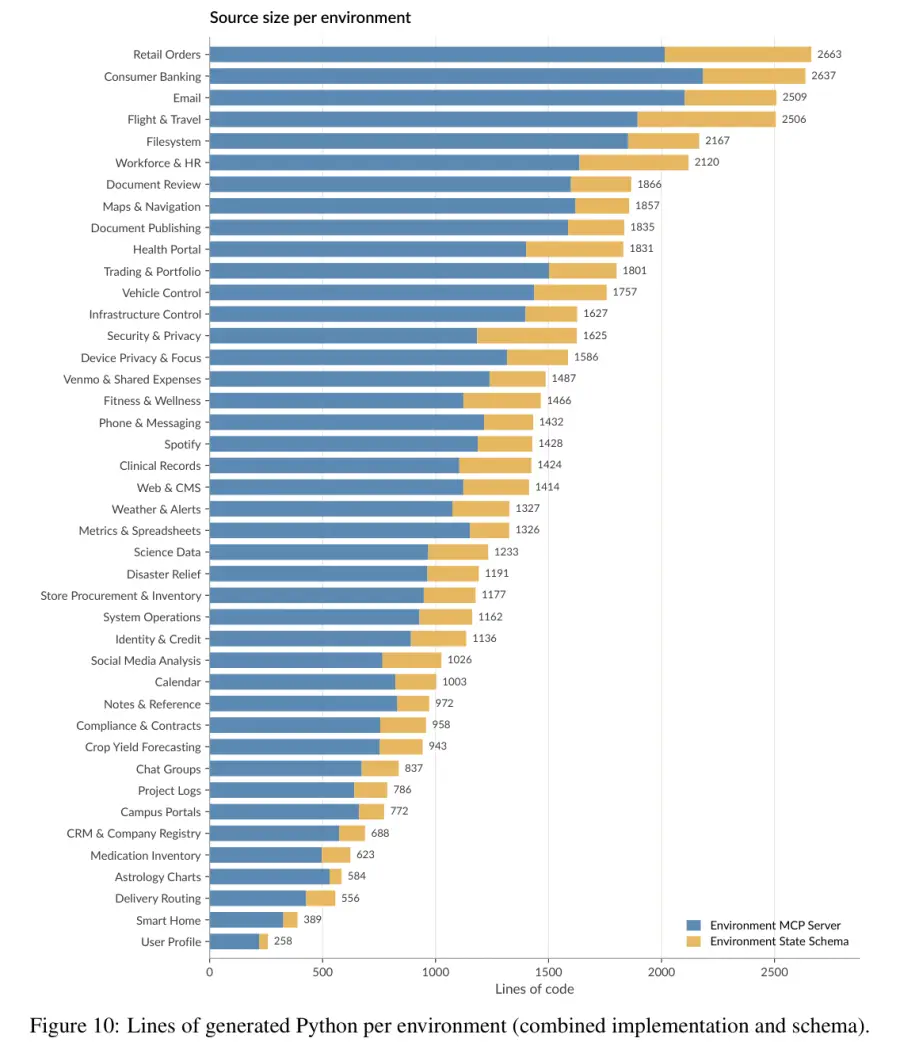 Source size per environment
Retail Orders 2663
Consumer Banking 2637
Email 2509
Flight & Travel 2506
Filesystem 2167
Workforce & HR 2120
Document Review 1866
Maps & Navigation 1857
Document Publishing 1835
Health Portal 1831
Trading & Portfolio 1801
Vehicle Control 1757
Infrastructure Control 1627
Security & Privacy 1625
Device Privacy & Focus 1586
Venmo & Shared Expenses 1487
Fitness & Wellness 1466
Phone & Messaging 1432
Spotify 1428
Clinical Records 1424
Web & CMS 1414
Weather & Alerts 1327
Metrics & Spreadsheets 1326
Science Data 1233
Disaster Relief 1191
Store Procurement & Inventory 1177
System Operations 1162
Identity & Credit 1136
Social Media Analysis 1026
Calendar 1003
Notes & Reference 972
Compliance & Contracts 958
Crop Yield Forecasting 943
Chat Groups 837
Project Logs 786
Campus Portals 772
CRM & Company Registry 688
Medication Inventory 623
Astrology Charts 584
Delivery Routing 556
Smart Home 389
User Profile 258
Environment MCP Server
Environment State Schema
0 500 1000 1500 2000 2500
Lines of code
Figure 10: Lines of generated Python per environment (combined implementation and schema).